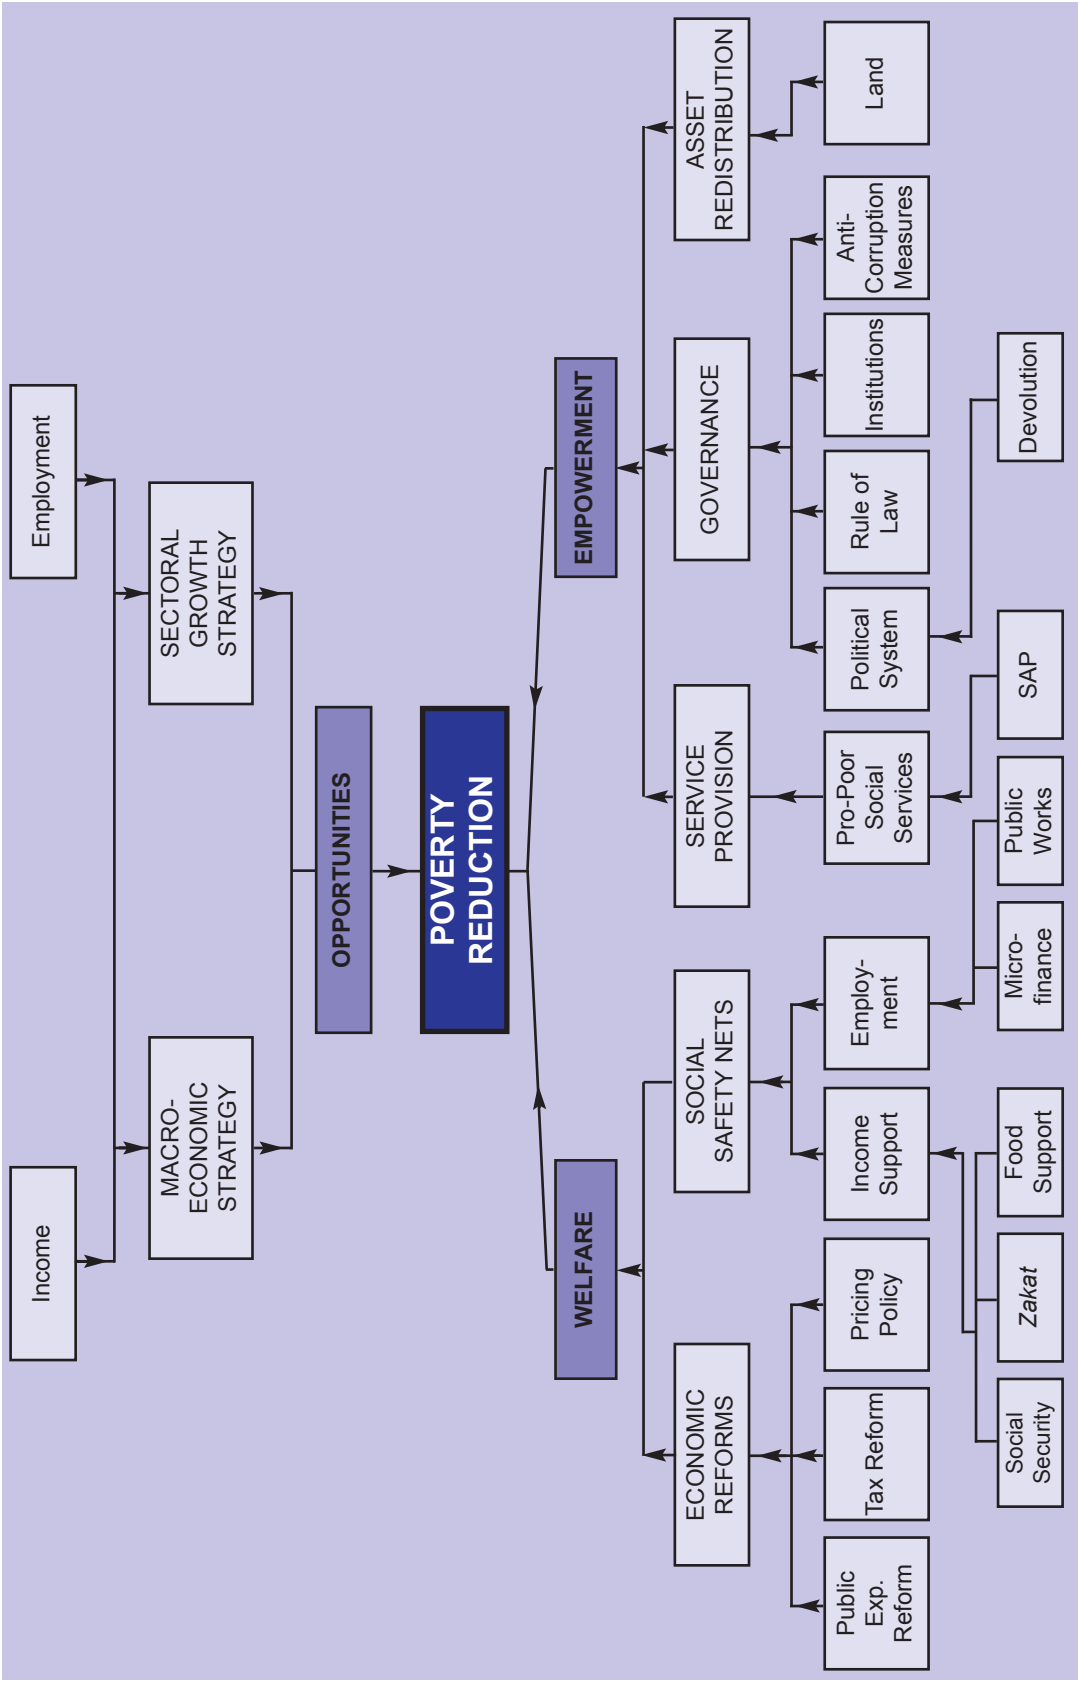 Income
Employment
MACRO-
ECONOMIC
STRATEGY
SECTORAL
GROWTH
STRATEGY
OPPORTUNITIES
POVERTY
REDUCTION
WELFARE
EMPOWERMENT
ECONOMIC
REFORMS
SOCIAL
SAFETY NETS
SERVICE
PROVISION
GOVERNANCE
ASSET
REDISTRIBUTION
Public
Exp.
Reform
Tax Reform
Pricing
Policy
Income
Support
Employ-
ment
Pro-Poor
Social
Services
Political
System
Rule of
Law
Institutions
Anti-
Corruption
Measures
Land
Social
Security
Zakat
Food
Support
Micro-
finance
Public
Works
SAP
Devolution